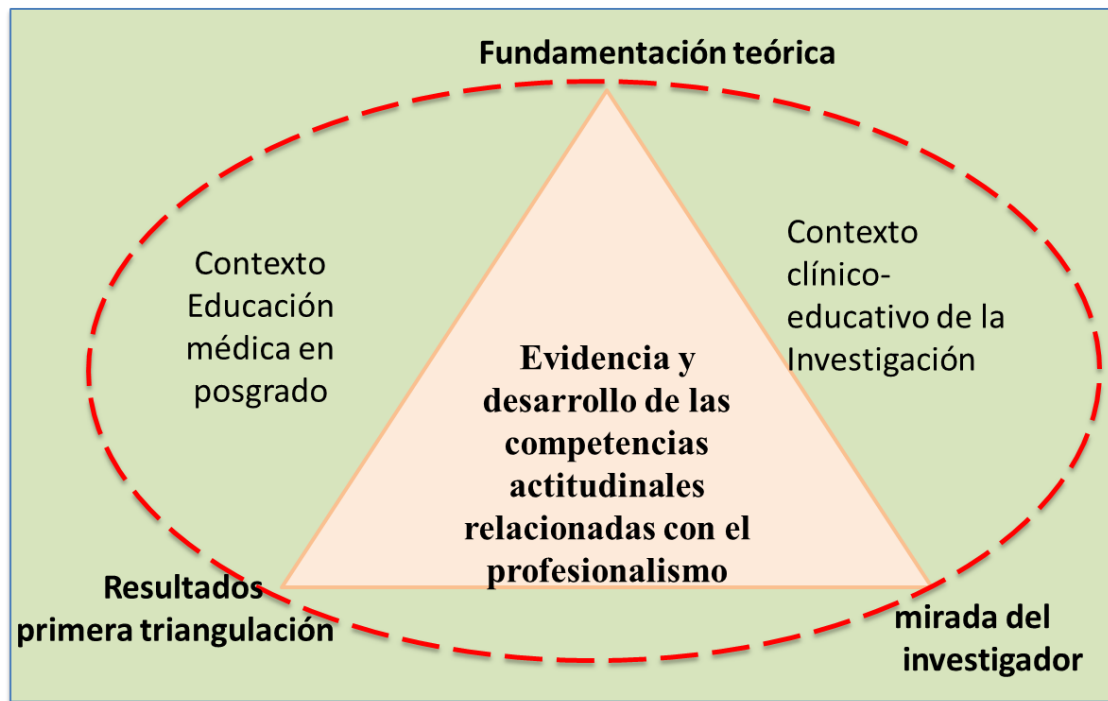 Fundamentación teórica
Contexto
Educación
médica en
posgrado
Contexto
clínico-
educativo de la
Investigación
Evidencia y
desarrollo de las
competencias
actitudinales
relacionadas con el
profesionalismo
Resultados
primera triangulación
mirada del
investigador